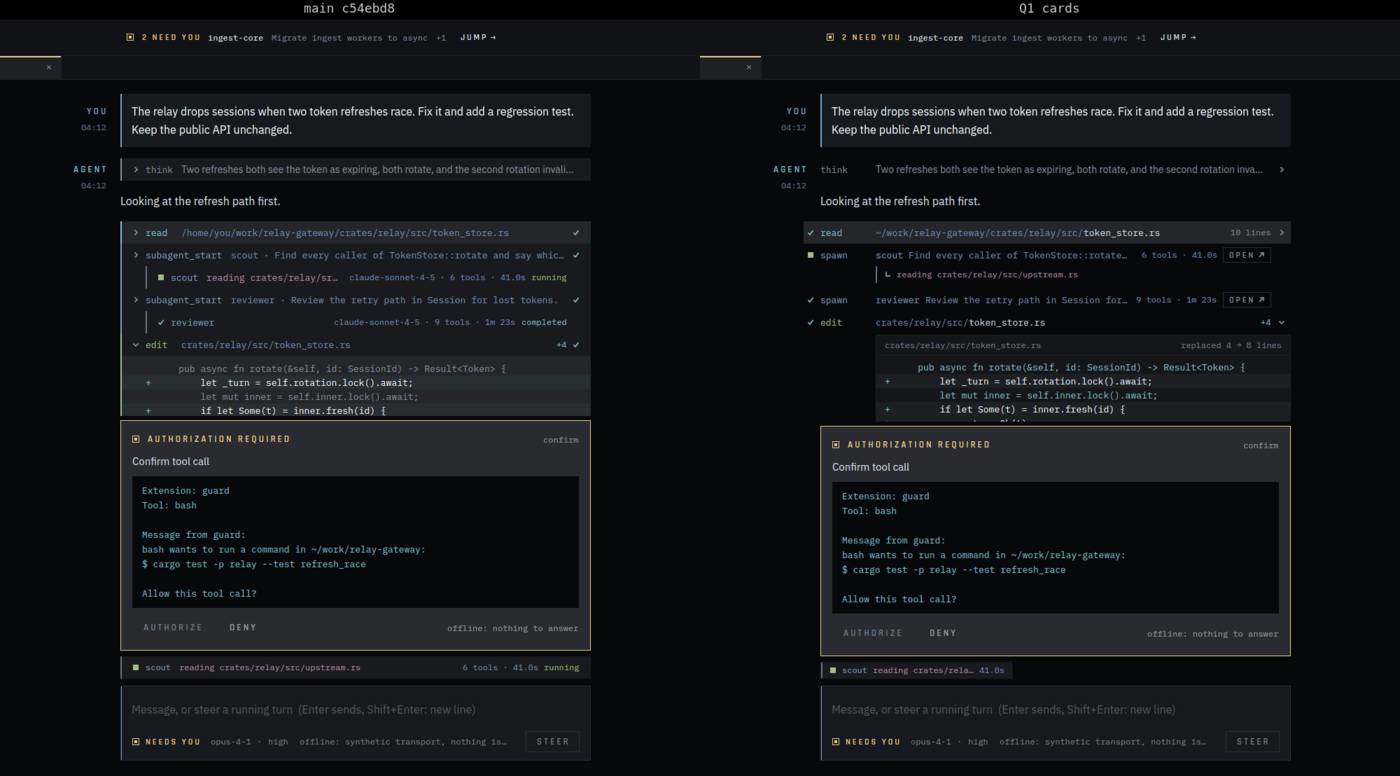 main c54ebd8
2 NEED YOU ingest-core Migrate ingest workers to async +1 JUMP →
×
YOU
04:12
The relay drops sessions when two token refreshes race. Fix it and add a regression test.
Keep the public API unchanged.
AGENT
04:12
› think Two refreshes both see the token as expiring, both rotate, and the second rotation invali…
Looking at the refresh path first.
› read /home/you/work/relay-gateway/crates/relay/src/token_store.rs ✓
› subagent_start scout · Find every caller of TokenStore::rotate and say whic… ✓
scout reading crates/relay/sr… claude-sonnet-4-5 · 6 tools · 41.0s running
› subagent_start reviewer · Review the retry path in Session for lost tokens. ✓
✓ reviewer claude-sonnet-4-5 · 9 tools · 1m 23s completed
edit crates/relay/src/token_store.rs +4 ✓
pub async fn rotate(&self, id: SessionId) -> Result<Token> {
+ let _turn = self.rotation.lock().await;
let mut inner = self.inner.lock().await;
+ if let Some(t) = inner.fresh(id) {
AUTHORIZATION REQUIRED confirm
Confirm tool call
Extension: guard
Tool: bash
Message from guard:
bash wants to run a command in ~/work/relay-gateway:
$ cargo test -p relay --test refresh_race
Allow this tool call?
AUTHORIZE DENY offline: nothing to answer
scout reading crates/relay/src/upstream.rs 6 tools · 41.0s running
Message, or steer a running turn (Enter sends, Shift+Enter: new line)
NEEDS YOU opus-4-1 · high offline: synthetic transport, nothing is… STEER
Q1 cards
2 NEED YOU ingest-core Migrate ingest workers to async +1 JUMP →
×
YOU
04:12
The relay drops sessions when two token refreshes race. Fix it and add a regression test.
Keep the public API unchanged.
AGENT
04:12
think Two refreshes both see the token as expiring, both rotate, and the second rotation inva… ›
Looking at the refresh path first.
✓ read ~/work/relay-gateway/crates/relay/src/token_store.rs 10 lines ›
spawn scout Find every caller of TokenStore::rotate… 6 tools · 41.0s OPEN ↗
reading crates/relay/src/upstream.rs
✓ spawn reviewer Review the retry path in Session for… 9 tools · 1m 23s OPEN ↗
✓ edit crates/relay/src/token_store.rs +4
crates/relay/src/token_store.rs replaced 4 → 8 lines
pub async fn rotate(&self, id: SessionId) -> Result<Token> {
+ let _turn = self.rotation.lock().await;
let mut inner = self.inner.lock().await;
+ if let Some(t) = inner.fresh(id) {
AUTHORIZATION REQUIRED confirm
Confirm tool call
Extension: guard
Tool: bash
Message from guard:
bash wants to run a command in ~/work/relay-gateway:
$ cargo test -p relay --test refresh_race
Allow this tool call?
AUTHORIZE DENY offline: nothing to answer
scout reading crates/rela… 41.0s
Message, or steer a running turn (Enter sends, Shift+Enter: new line)
NEEDS YOU opus-4-1 · high offline: synthetic transport, nothing is… STEER